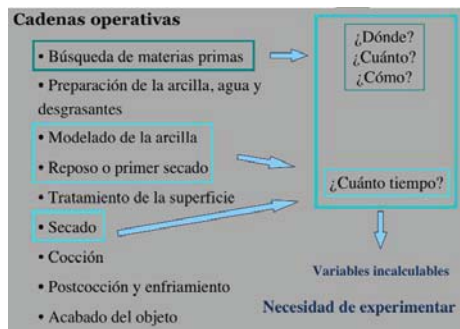 Cadenas operativas
• Búsqueda de materias primas
• Preparación de la arcilla, agua y
desgrasantes
• Modelado de la arcilla
• Reposo o primer secado
• Tratamiento de la superficie
• Secado
• Cocción
• Postcocción y enfriamiento
• Acabado del objeto
¿Dónde?
¿Cuánto?
¿Cómo?
¿Cuánto tiempo?
Variables incalculables
Necesidad de experimentar